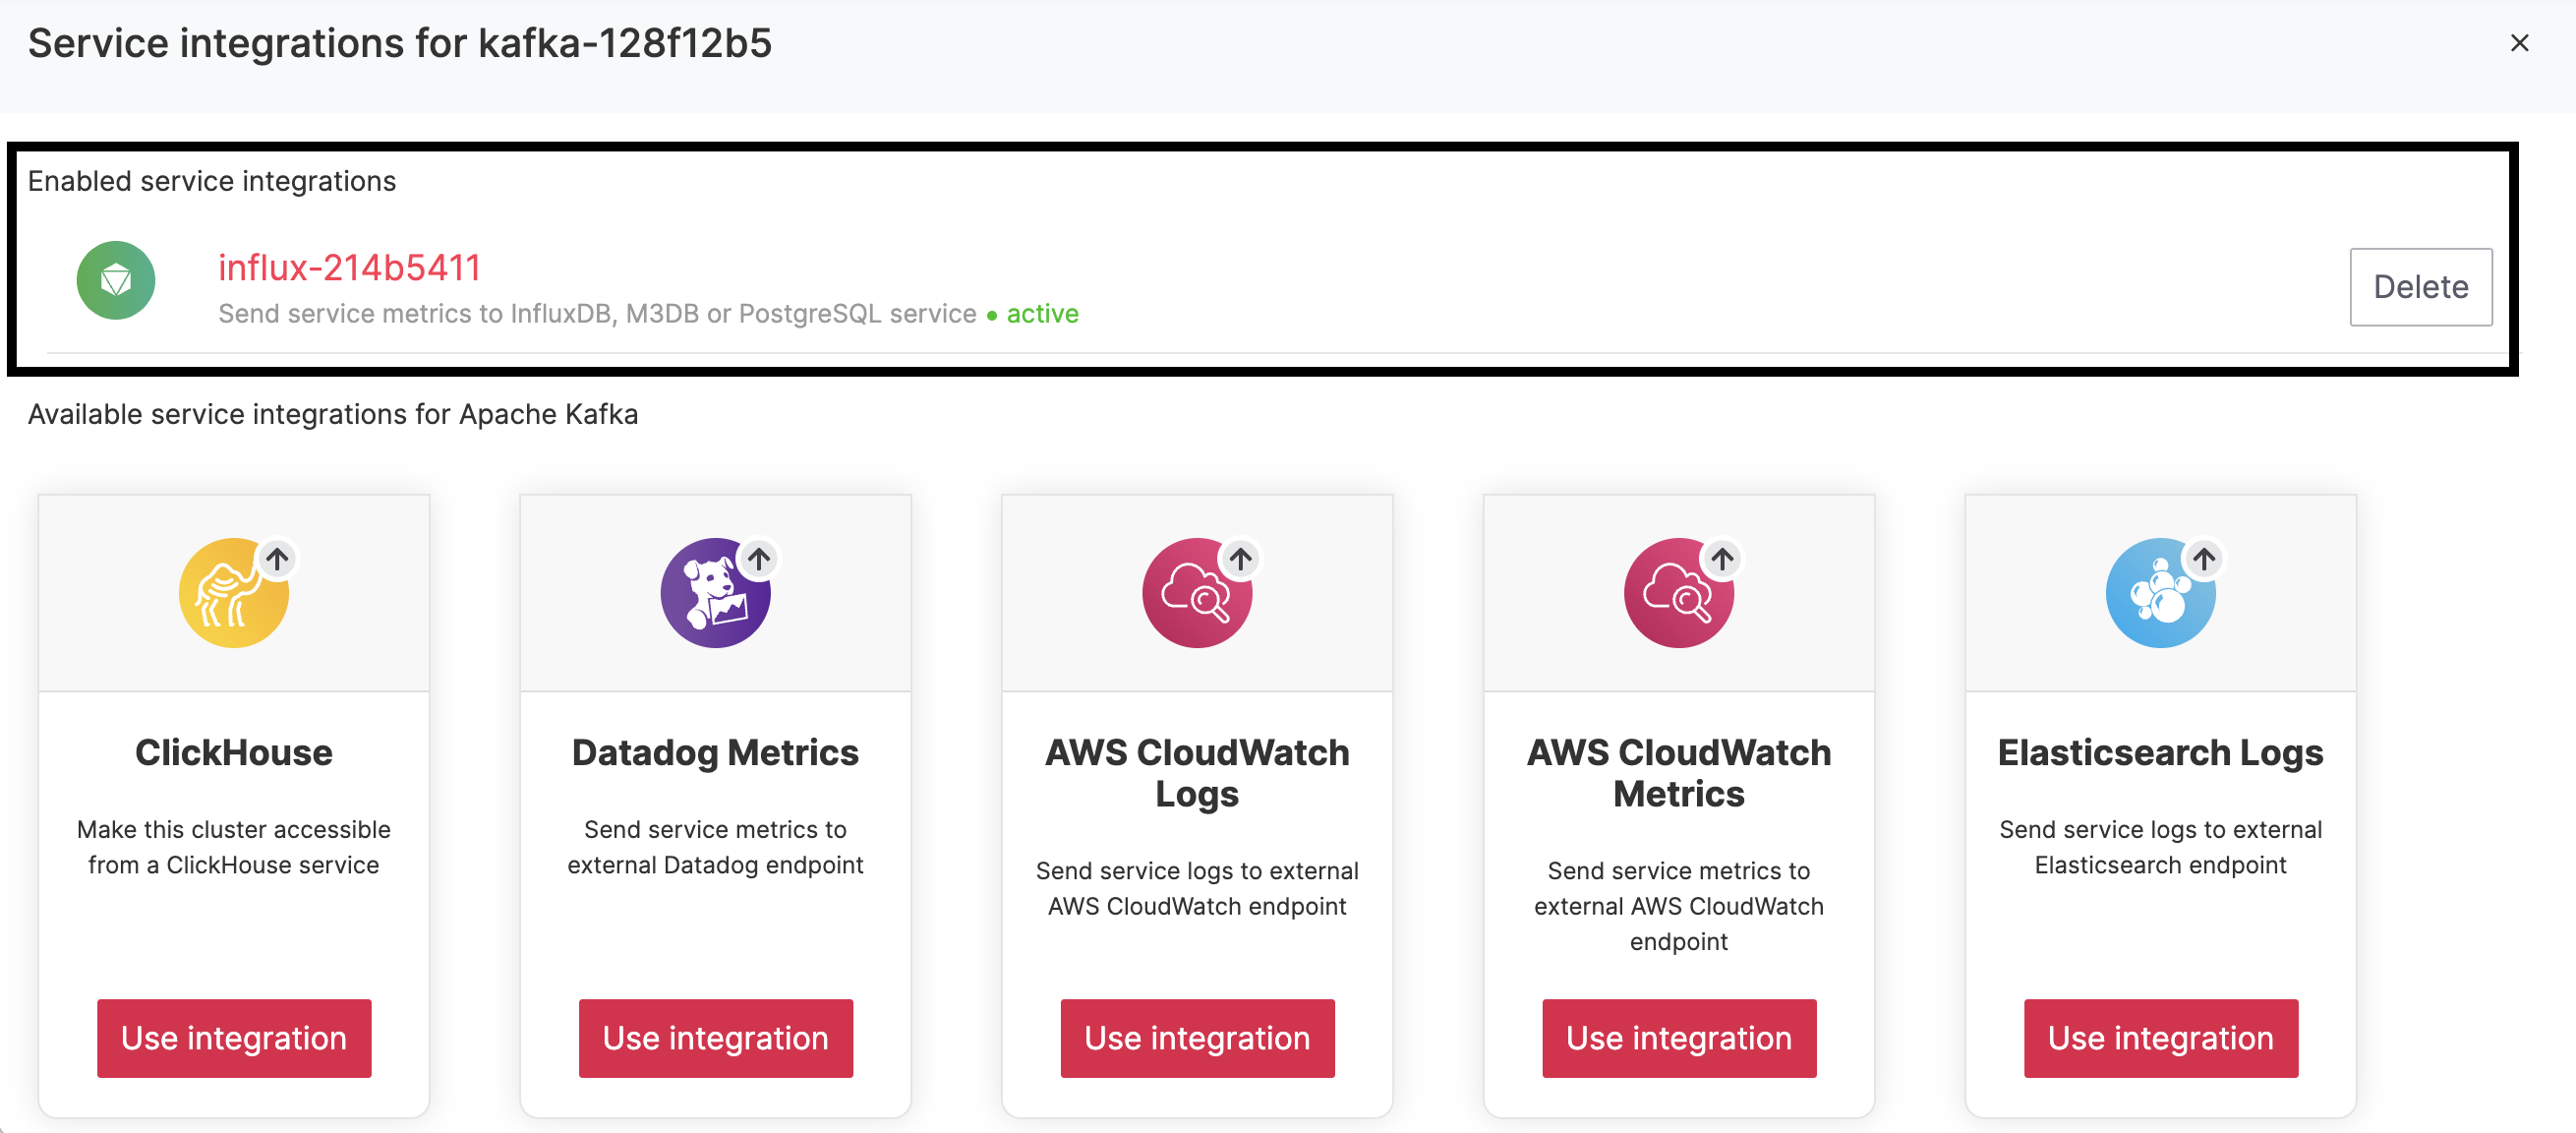 Service integrations for kafka-128f12b5
Enabled service integrations
influx-214b5411
Send service metrics to InfluxDB, M3DB or PostgreSQL service • active
Delete
Available service integrations for Apache Kafka
ClickHouse
Make this cluster accessible
from a ClickHouse service
Use integration
Datadog Metrics
Send service metrics to
external Datadog endpoint
Use integration
AWS CloudWatch
Logs
Send service logs to external
AWS CloudWatch endpoint
Use integration
AWS CloudWatch
Metrics
Send service metrics to
external AWS CloudWatch
endpoint
Use integration
Elasticsearch Logs
Send service logs to external
Elasticsearch endpoint
Use integration